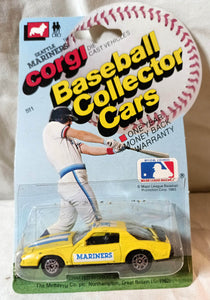 SEATTLE
MARINERS
corgi
DIE
CAST VEHICLES
Baseball
Collector
Cars
ONE YEAR
MONEY BACK
WARRANTY
MARINERS
The Mettoy Co. plc. Northampton, Great Britain